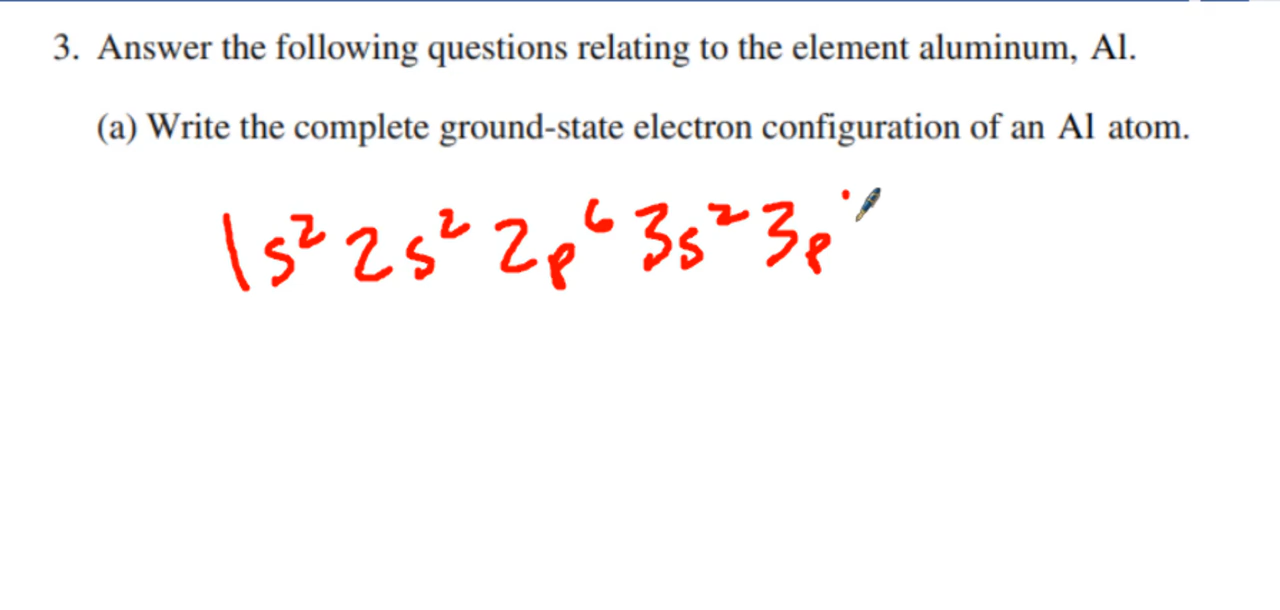 3. Answer the following questions relating to the element aluminum, Al.
(a) Write the complete ground-state electron configuration of an Al atom.
1s² 2s² 2p⁶ 3s² 3p